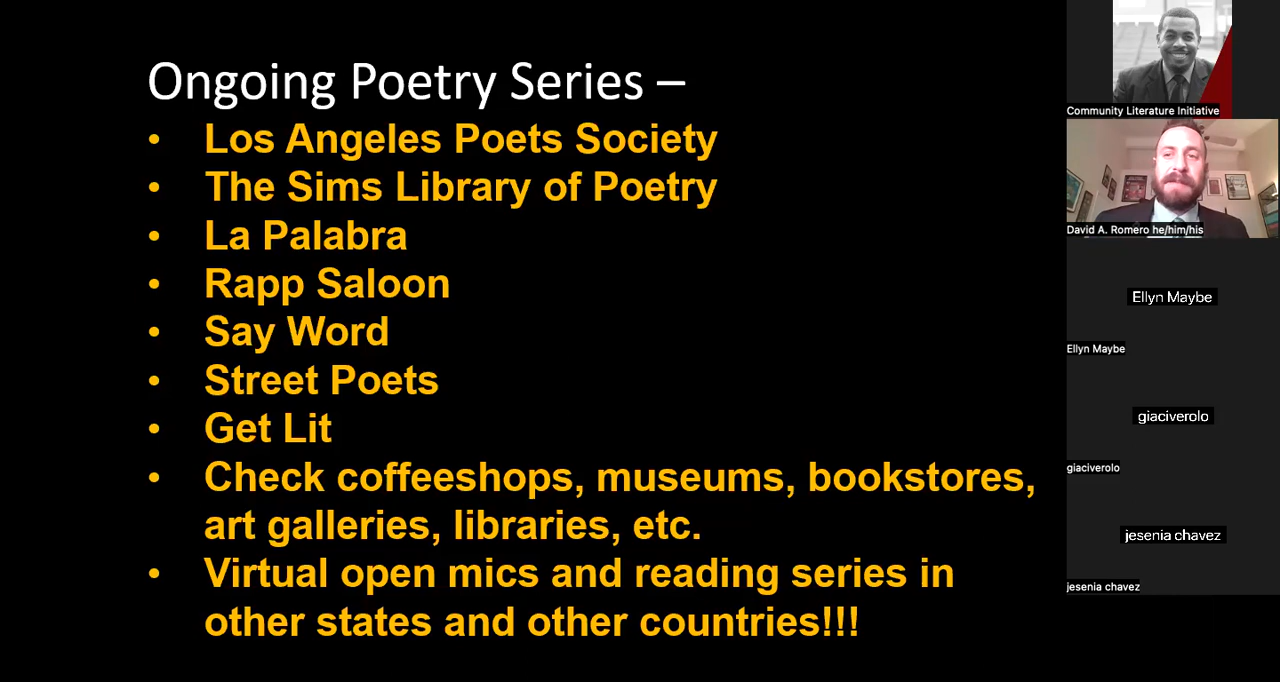 Ongoing Poetry Series –
• Los Angeles Poets Society
• The Sims Library of Poetry
• La Palabra
• Rapp Saloon
• Say Word
• Street Poets
• Get Lit
• Check coffeeshops, museums, bookstores,
art galleries, libraries, etc.
• Virtual open mics and reading series in
other states and other countries!!!
Community Literature Initiative
David A. Romero he/him/his
Ellyn Maybe
Ellyn Maybe
giaciverolo
giaciverolo
jesenia chavez
jesenia chavez